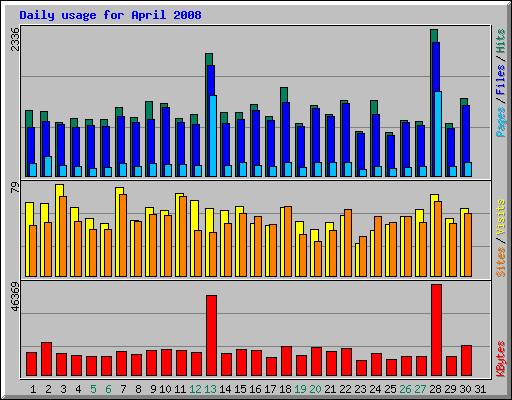 Daily usage for April 2008
2336
Pages / Files / Hits
79
Sites / Visits
46369
KBytes
1 2 3 4 5 6 7 8 9 10 11 12 13 14 15 16 17 18 19 20 21 22 23 24 25 26 27 28 29 30 31